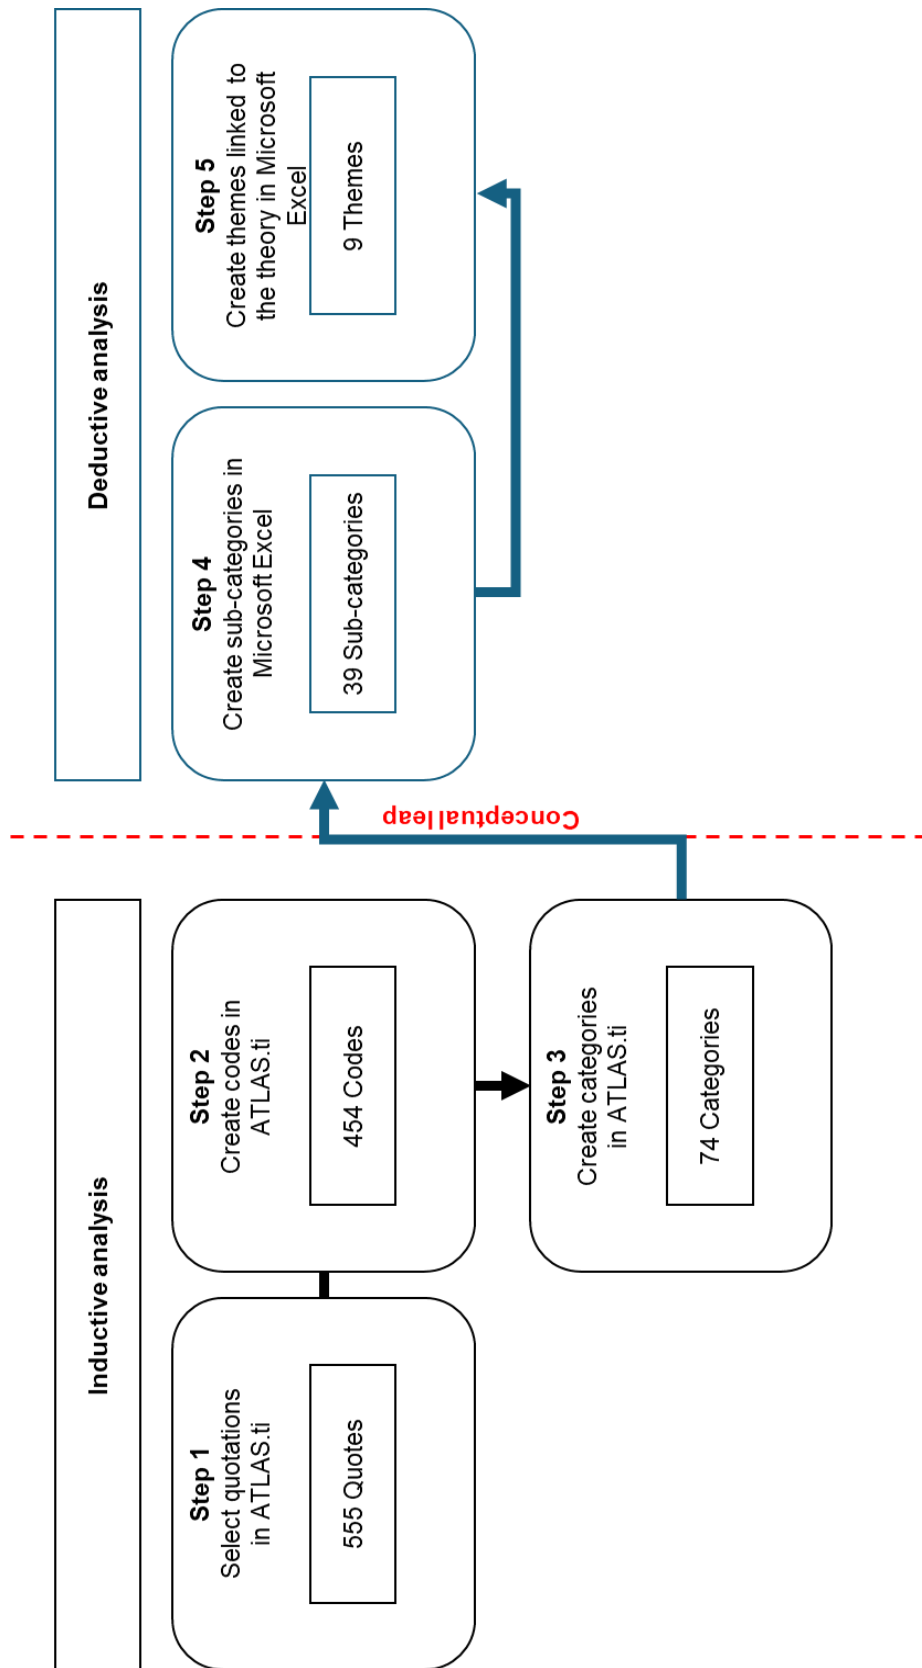 Inductive analysis
Step 1
Select quotations
in ATLAS.ti
555 Quotes
Step 2
Create codes in
ATLAS.ti
454 Codes
Step 3
Create categories
in ATLAS.ti
74 Categories
Conceptual leap
Deductive analysis
Step 4
Create sub-categories in
Microsoft Excel
39 Sub-categories
Step 5
Create themes linked to
the theory in Microsoft
Excel
9 Themes